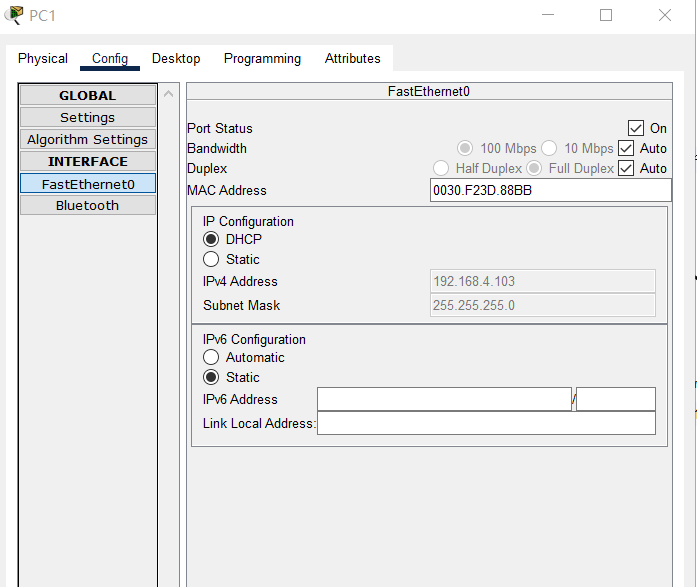 PC1
Physical Config Desktop Programming Attributes
GLOBAL
Settings
Algorithm Settings
INTERFACE
FastEthernet0
Bluetooth
FastEthernet0
Port Status On
Bandwidth 100 Mbps 10 Mbps Auto
Duplex Half Duplex Full Duplex Auto
MAC Address 0030.F23D.88BB
IP Configuration
DHCP
Static
IPv4 Address 192.168.4.103
Subnet Mask 255.255.255.0
IPv6 Configuration
Automatic
Static
IPv6 Address /
Link Local Address: